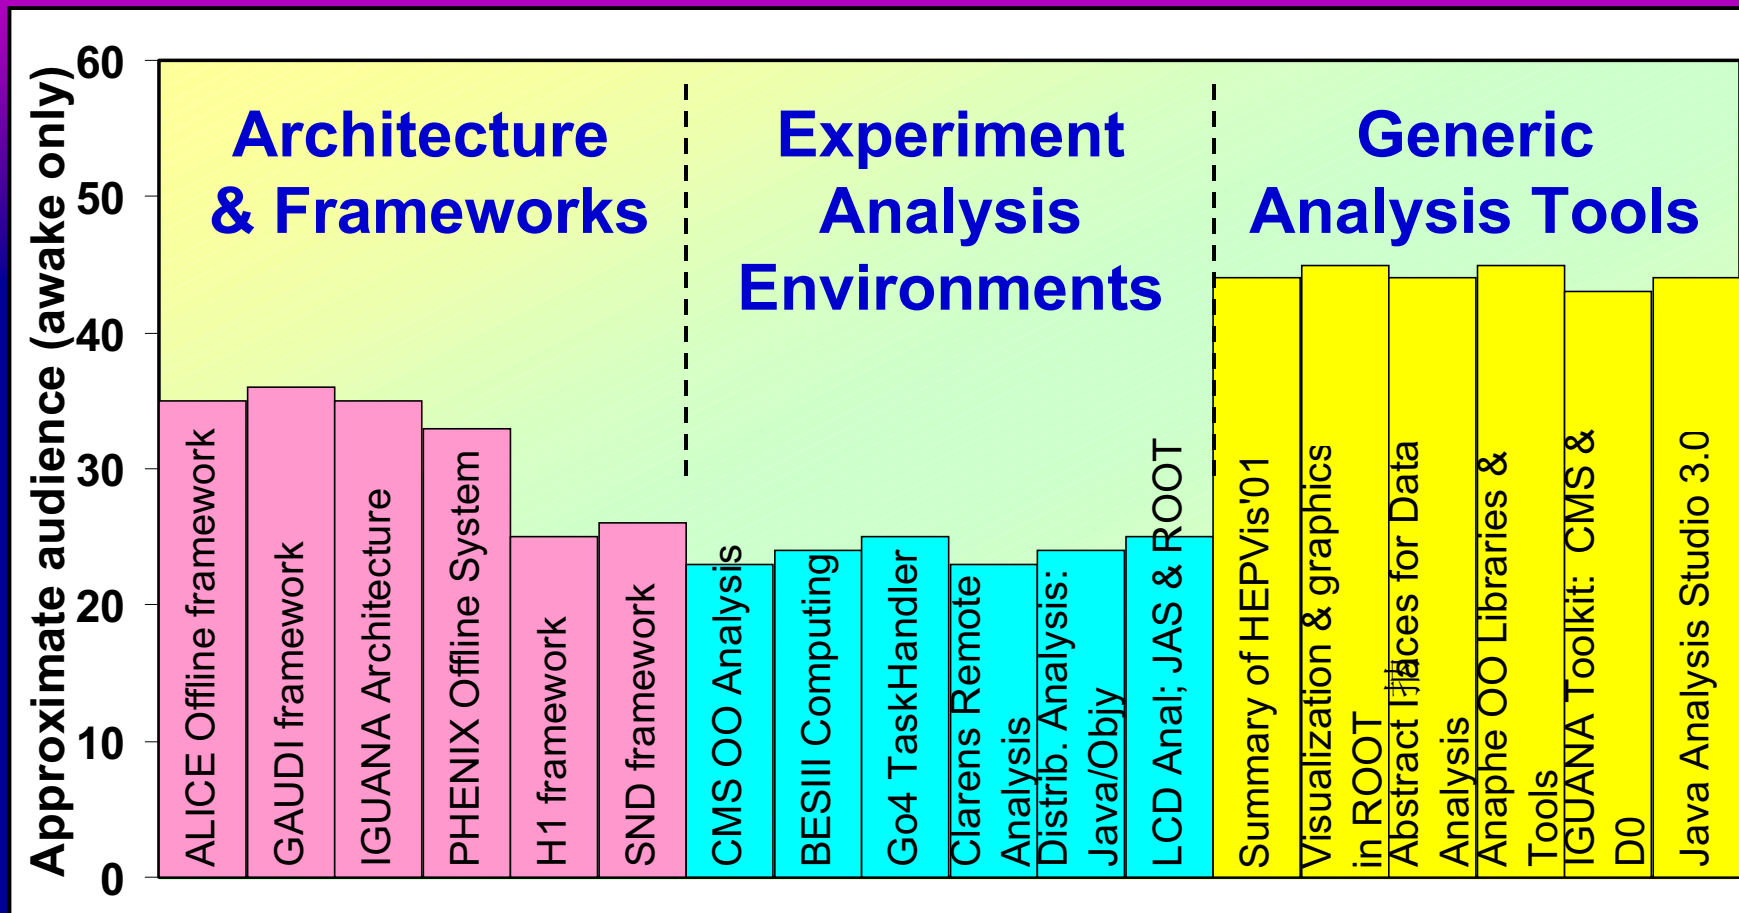 Approximate audience (awake only)
60
50
40
30
20
10
0
Architecture
& Frameworks
Experiment
Analysis
Environments
Generic
Analysis Tools
ALICE Offline framework
GAUDI framework
IGUANA Architecture
PHENIX Offline System
H1 framework
SND framework
CMS OO Analysis
BESIII Computing
Go4 TaskHandler
Clarens Remote
Analysis
Distrib. Analysis:
Java/Objy
LCD Anal; JAS & ROOT
Summary of HEPVis'01
Visualization & graphics
in ROOT
Abstract for Data
Analysis
Anaphe OO Libraries &
Tools
IGUANA Toolkit: CMS &
D0
Java Analysis Studio 3.0